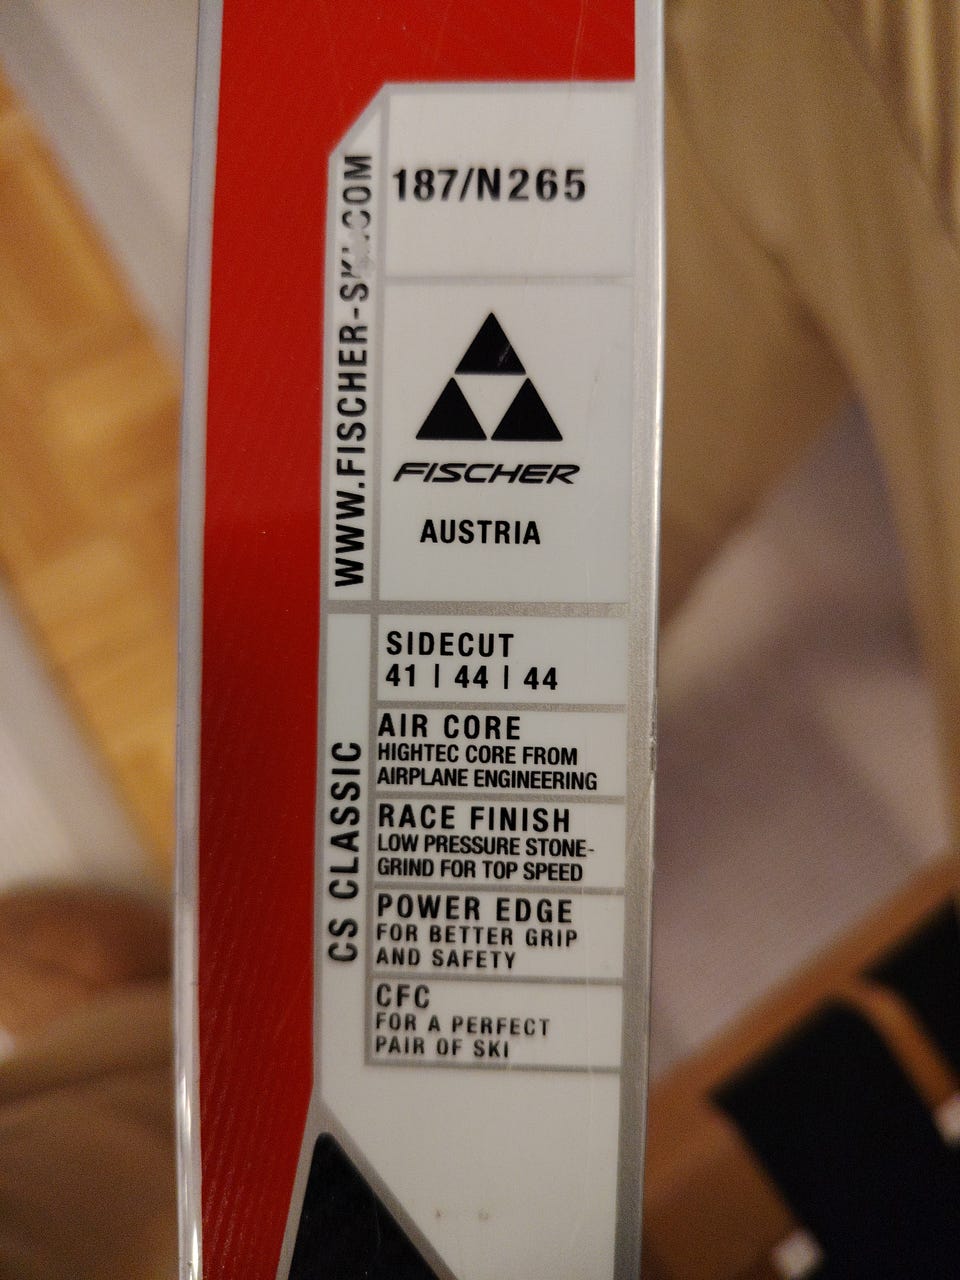 187/N265
WWW.FISCHER-SKI.COM
FISCHER
AUSTRIA
CS CLASSIC
SIDECUT
41 | 44 | 44
AIR CORE
HIGHTEC CORE FROM
AIRPLANE ENGINEERING
RACE FINISH
LOW PRESSURE STONE-
GRIND FOR TOP SPEED
POWER EDGE
FOR BETTER GRIP
AND SAFETY
CFC
FOR A PERFECT
PAIR OF SKI